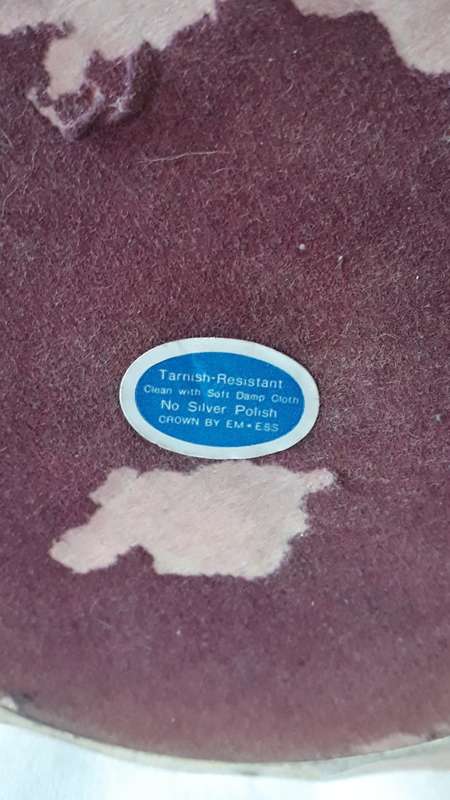 Tarnish-Resistant
Clean with Soft Damp Cloth
No Silver Polish
CROWN BY EM★ESS